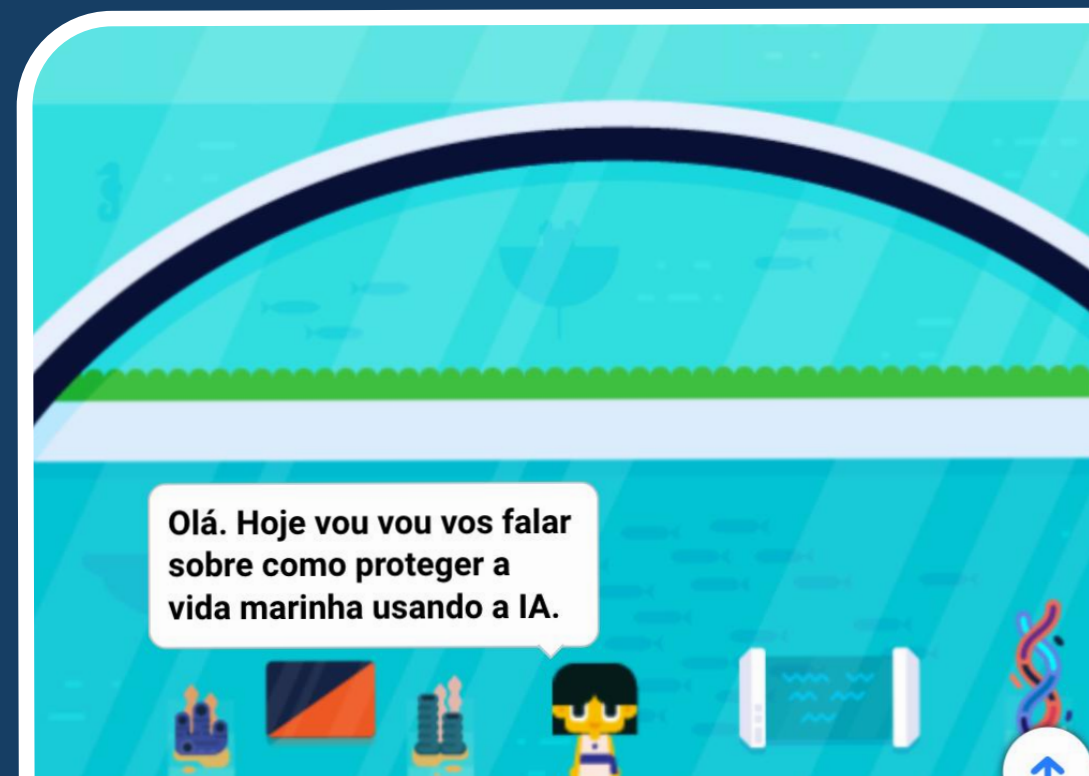 Olá. Hoje vou vou vos falar
sobre como proteger a
vida marinha usando a IA.